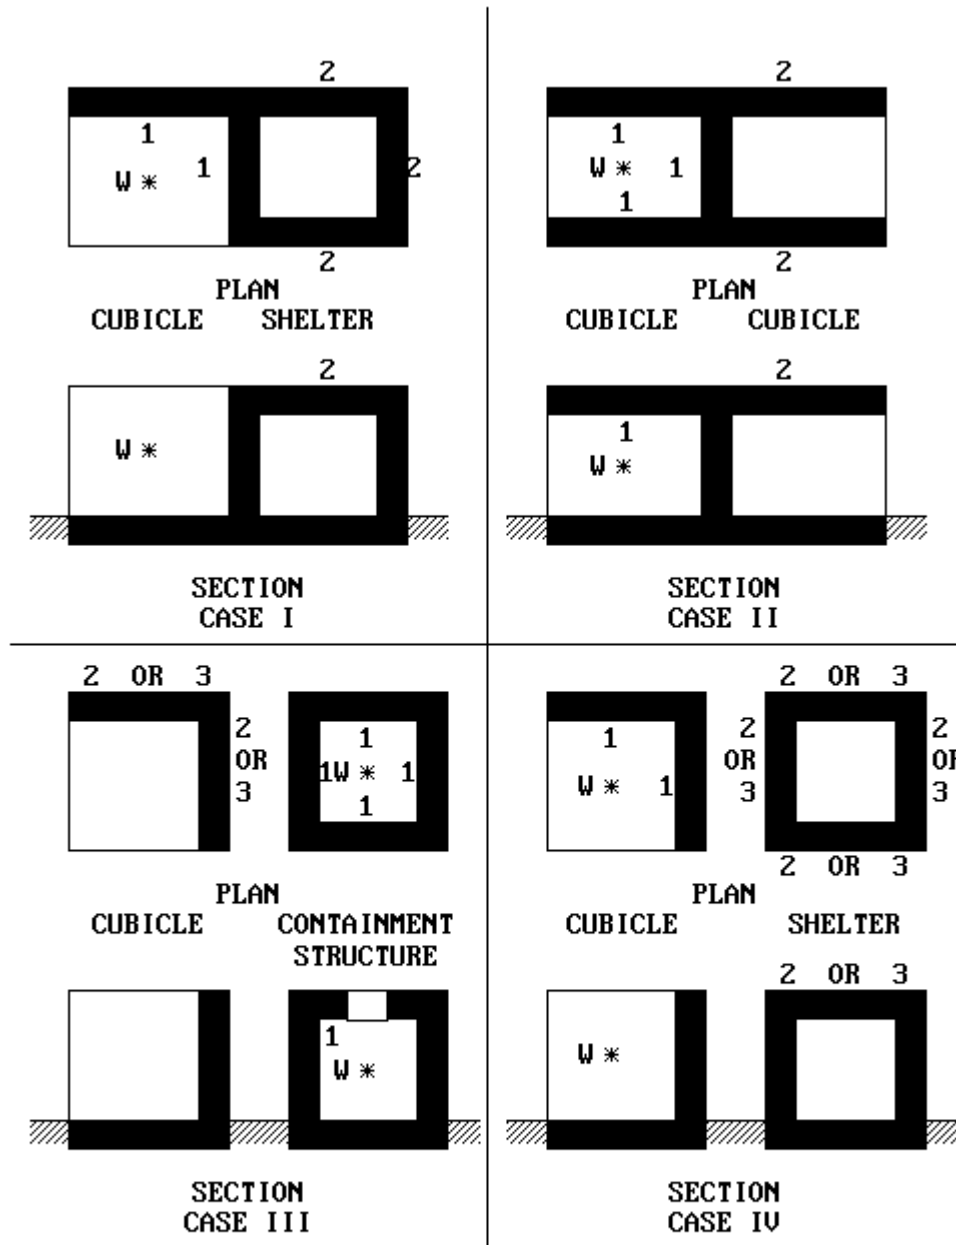 2
1
W * 1 2
2
PLAN
CUBICLE SHELTER
2
W *
SECTION
CASE I
2
1
W * 1
1
2
PLAN
CUBICLE CUBICLE
2
1
W *
SECTION
CASE II
2 OR 3
2
OR
3
1
1W * 1
1
PLAN
CUBICLE CONTAINMENT
STRUCTURE
1
W *
SECTION
CASE III
2 OR 3
1
W * 1
2
OR
3
2
OR
3
2 OR 3
PLAN
CUBICLE SHELTER
2 OR 3
W *
SECTION
CASE IV